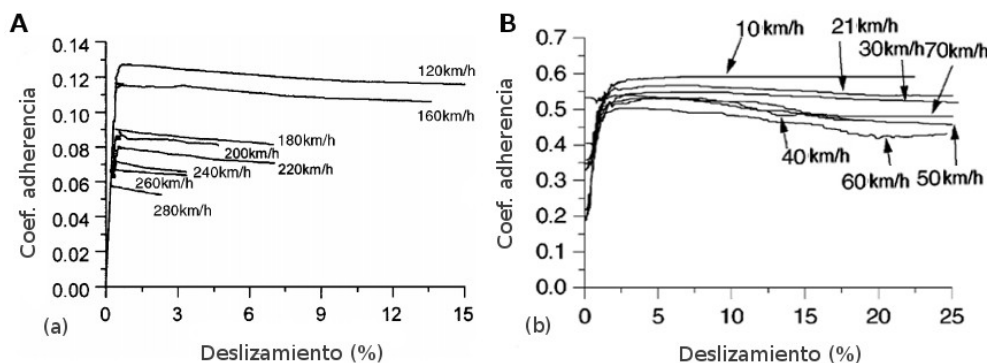 A
Coef. adherencia
0.14
0.12
0.10
0.08
0.06
0.04
0.02
0.00
120km/h
160km/h
180km/h
200km/h
220km/h
240km/h
260km/h
280km/h
0
3
6
9
12
15
(a)
Deslizamiento (%)
B
Coef. adherencia
0.7
0.6
0.5
0.4
0.3
0.2
0.1
0.0
10 km/h
21 km/h
30 km/h
70 km/h
40 km/h
60 km/h
50 km/h
0
5
10
15
20
25
(b)
Deslizamiento (%)